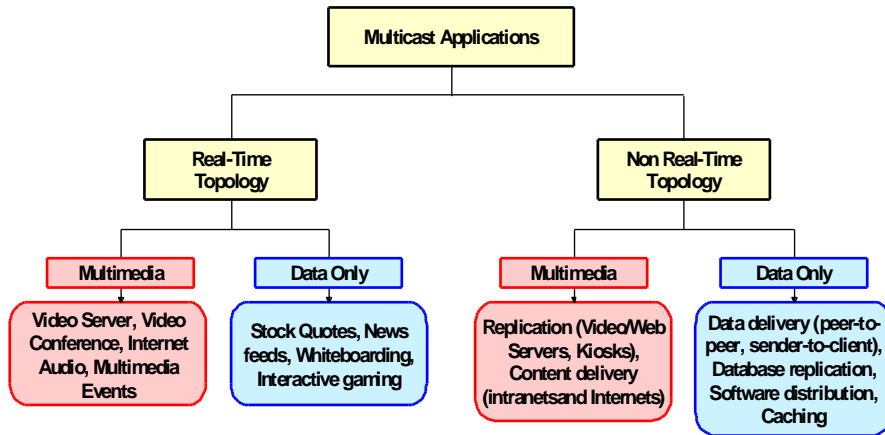 Multicast Applications
Real-Time
Topology
Non Real-Time
Topology
Multimedia
Data Only
Multimedia
Data Only
Video Server, Video
Conference, Internet
Audio, Multimedia
Events
Stock Quotes, News
feeds, Whiteboarding,
Interactive gaming
Replication (Video/Web
Servers, Kiosks),
Content delivery
(intranetsand Internets)
Data delivery (peer-to-
peer, sender-to-client),
Database replication,
Software distribution,
Caching